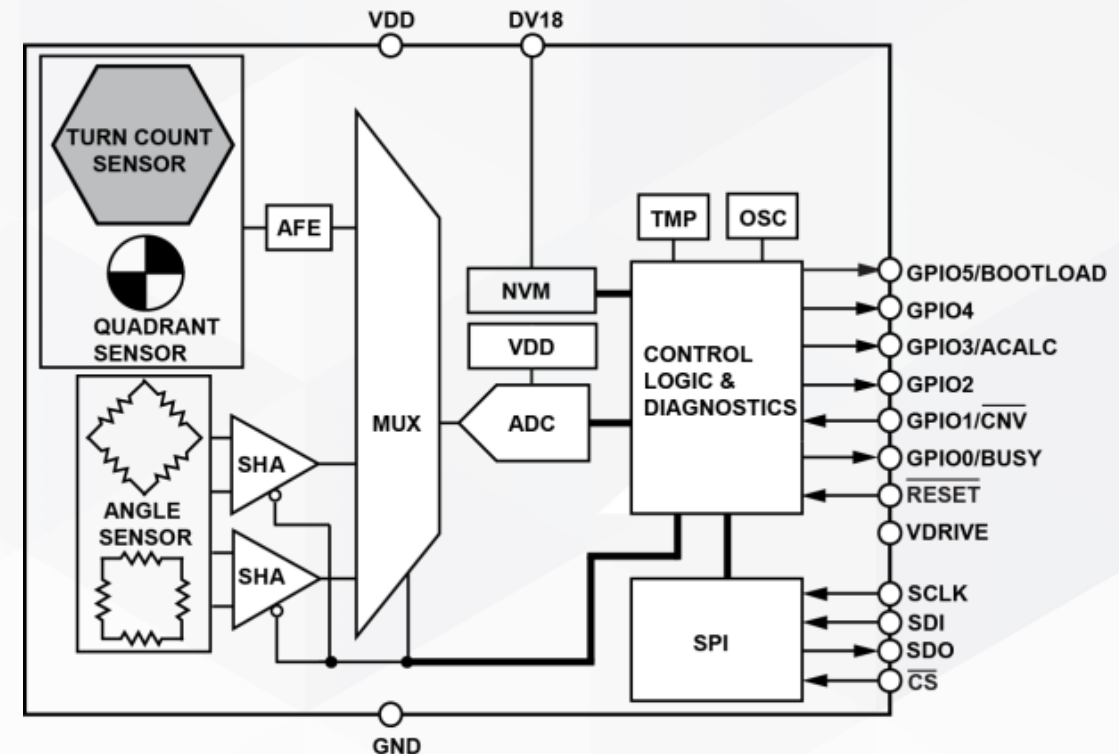 VDD
DV18
TURN COUNT
SENSOR
QUADRANT
SENSOR
AFE
MUX
SHA
ANGLE
SENSOR
SHA
NVM
VDD
ADC
TMP
OSC
CONTROL
LOGIC &
DIAGNOSTICS
SPI
GPIO5/BOOTLOAD
GPIO4
GPIO3/ACALC
GPIO2
GPIO1/CNV
GPIO0/BUSY
RESET
VDRIVE
SCLK
SDI
SDO
CS
GND